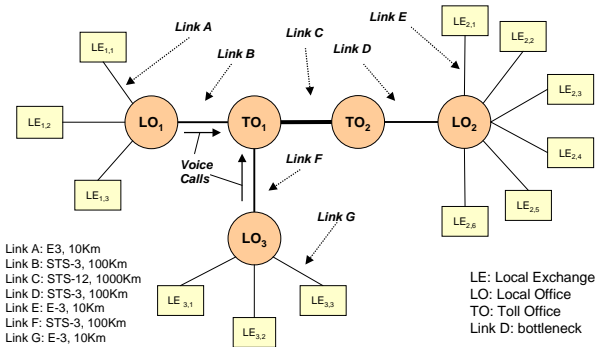 Link A
Link B
Link C
Link D
Link E
LE1,1
LE1,2
LE1,3
LO1
TO1
TO2
LO2
LE2,1
LE2,2
LE2,3
LE2,4
LE2,5
LE2,6
Voice
Calls
Link F
Link G
LO3
LE 3,1
LE 3,2
LE 3,3
Link A: E3, 10Km
Link B: STS-3, 100Km
Link C: STS-12, 1000Km
Link D: STS-3, 100Km
Link E: E-3, 10Km
Link F: STS-3, 100Km
Link G: E-3, 10Km
LE: Local Exchange
LO: Local Office
TO: Toll Office
Link D: bottleneck